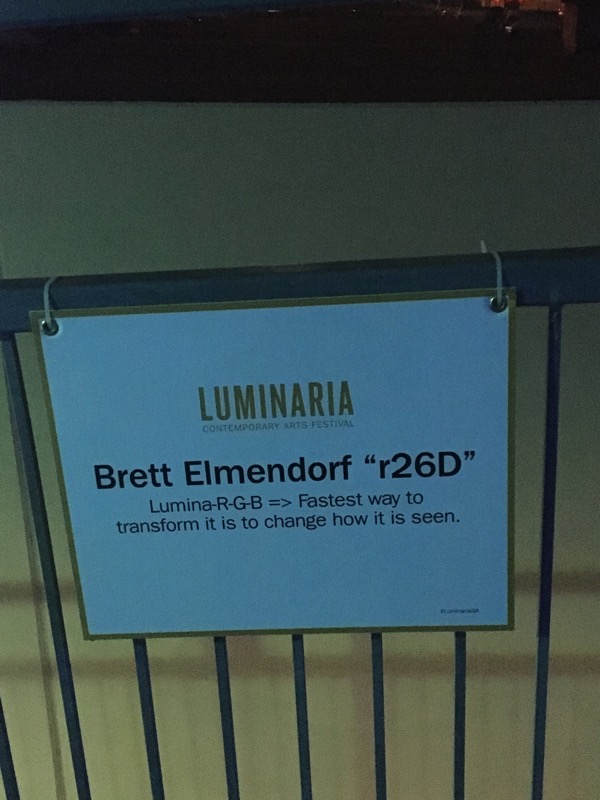 LUMINARIA
CONTEMPORARY ARTS FESTIVAL
Brett Elmendorf “r26D”
Lumina-R-G-B => Fastest way to
transform it is to change how it is seen.